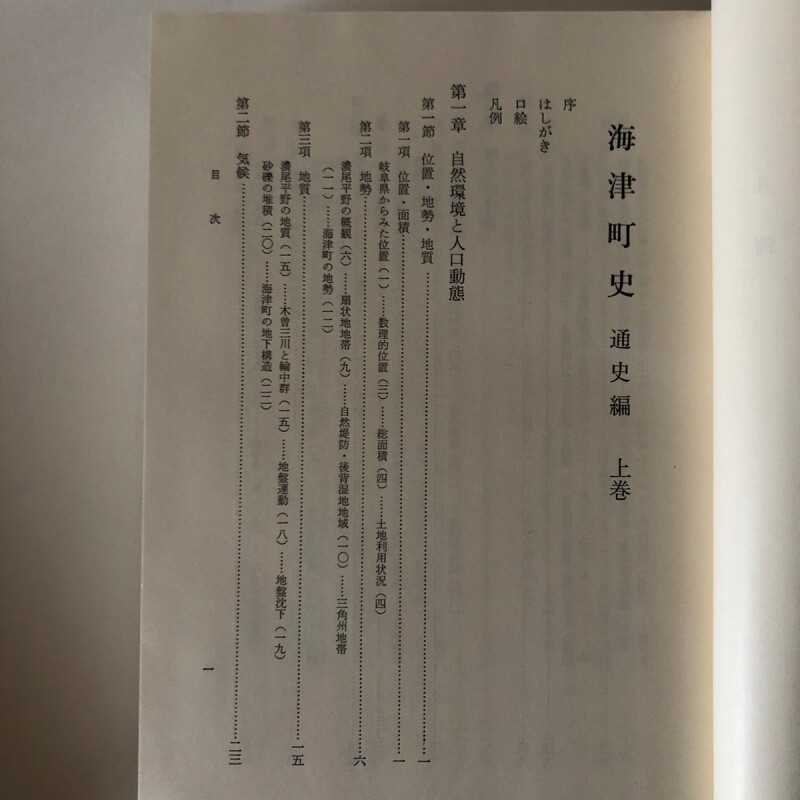 海津町史 通史編 上巻
序
はしがき
口絵
凡例
第一章 自然環境と人口動態
第一節 位置・地勢・地質……………………一
第一項 位置・面積……………………一
岐阜県からみた位置(一)……数理的位置(三)……総面積(四)……土地利用状況(四)
第二項 地勢……………………六
濃尾平野の概観(六)……扇状地地帯(九)……自然堤防・後背湿地地域(一〇)……三角州地帯
(一一)……海津町の地勢(一二)
第三項 地質……………………一五
濃尾平野の地質(一五)……木曽三川と輪中群(一五)……地盤運動(一八)……地盤沈下(一九)
砂礫の堆積(二〇)……海津町の地下構造(二二)
第二節 気候……………………二三
目次
一